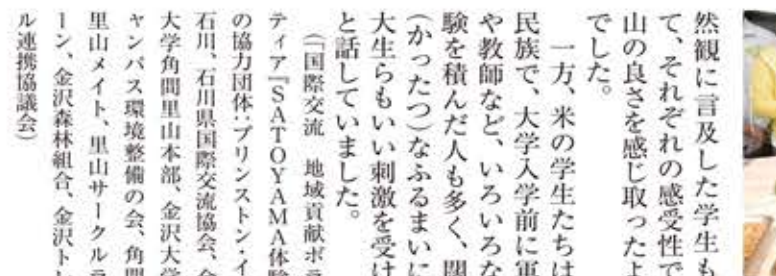 然観に言及した学生も
て、それぞれの感受性で
山の良さを感じ取ったよ
でした。
一方、米の学生たちは
民族で、大学入学前に軍
や教師など、いろいろな
験を積んだ人も多く、闊
(かったつ)なふるまいに
大生らもいい刺激を受け
と話していました。
(「国際交流 地域貢献ボラ
ティア『SATOYAMA体験
の協力団体:プリンストン・イ
石川、石川県国際交流協会、金
大学角間里山本部、金沢大学
ャンパス環境整備の会、角間
里山メイト、里山サークルラ
ーン、金沢森林組合、金沢トレ
ル連携協議会)